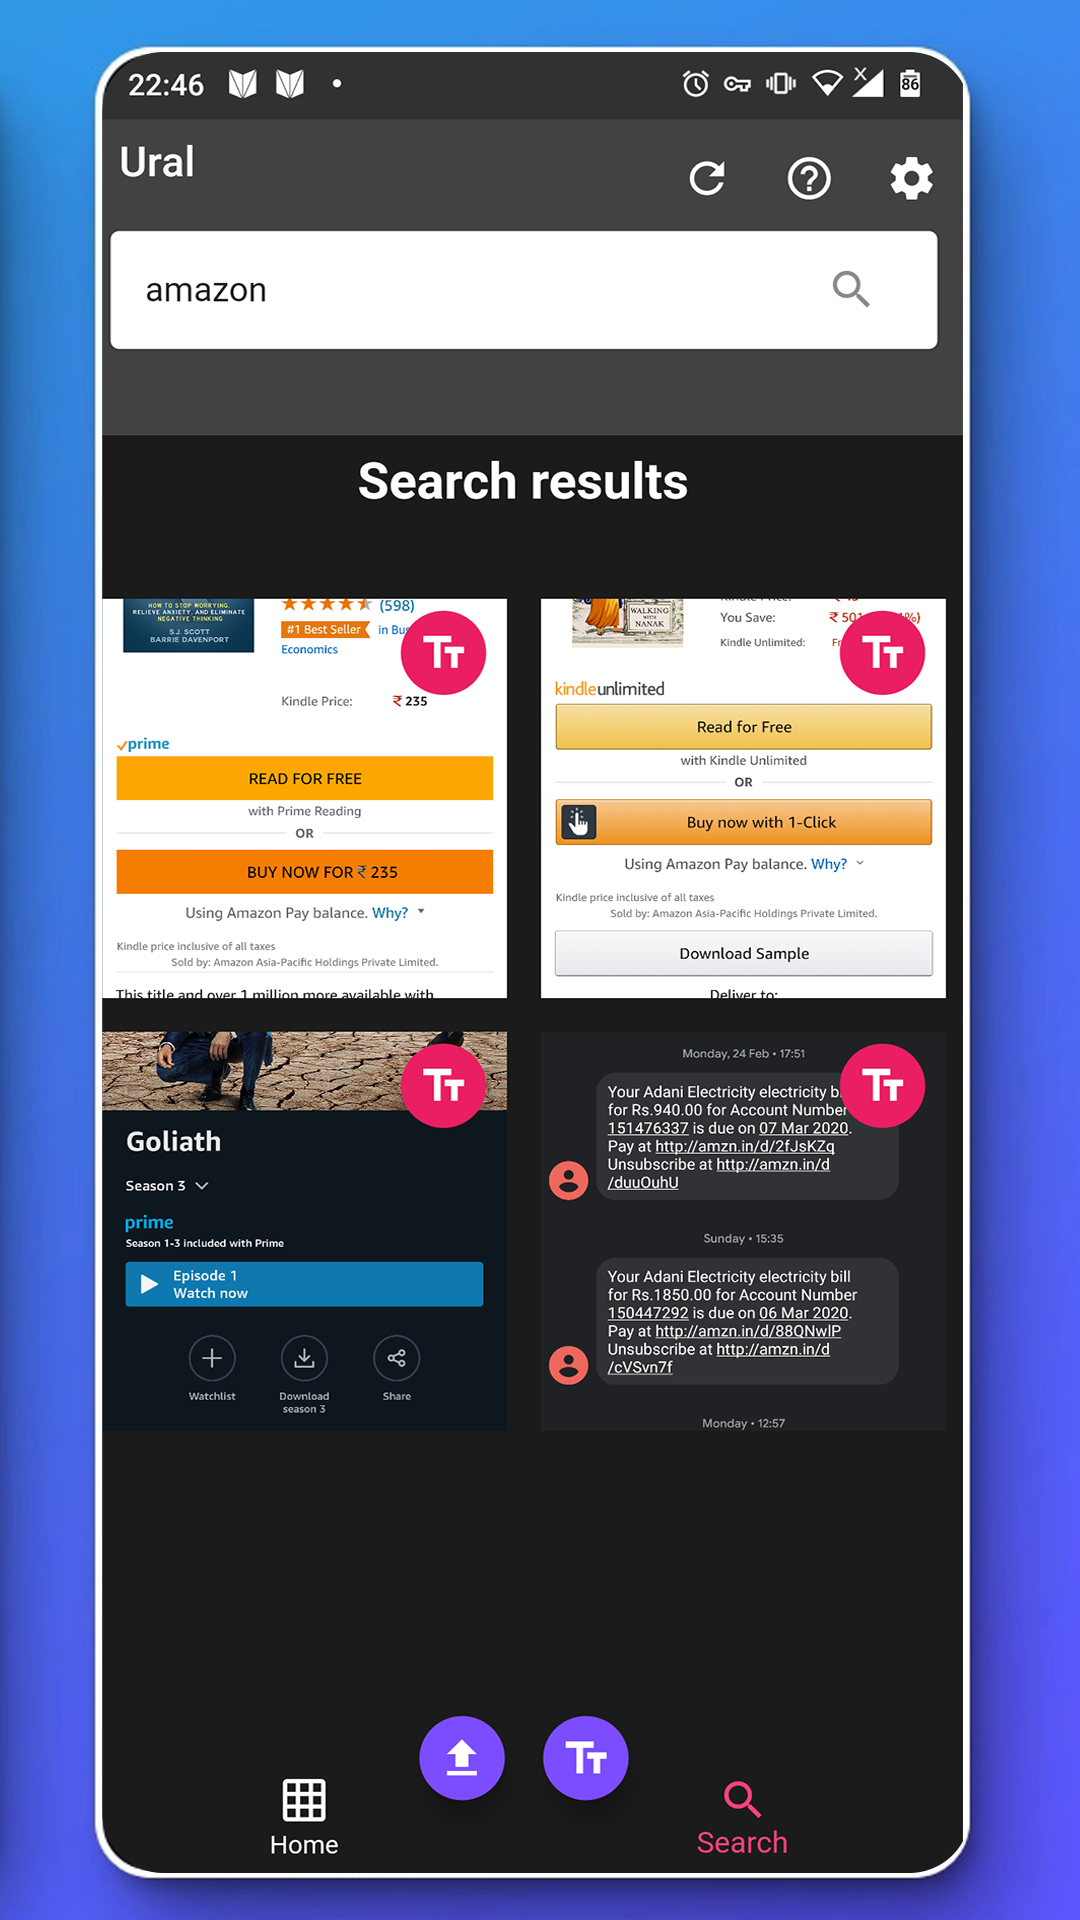 22:46
86
Ural
amazon
Search results
HOW TO STOP WORRYING,
RELIEVE ANXIETY, AND ELIMINATE
NEGATIVE THINKING
S.J. SCOTT
BARRIE DAVENPORT
(598)
#1 Best Seller in Bus
Economics
Kindle Price: ₹ 235
prime
READ FOR FREE
with Prime Reading
OR
BUY NOW FOR ₹ 235
Using Amazon Pay balance. Why?
Kindle price inclusive of all taxes
Sold by: Amazon Asia-Pacific Holdings Private Limited.
This title and over 1 million more available with
Tт
WALKING
WITH
NANAK
Kindle Price:
You Save: ₹ 501 %)
Kindle Unlimited: Fr
kindleunlimited
Read for Free
with Kindle Unlimited
OR
Buy now with 1-Click
Using Amazon Pay balance. Why?
Kindle price inclusive of all taxes
Sold by: Amazon Asia-Pacific Holdings Private Limited.
Download Sample
Deliver to:
Tт
Goliath
Season 3
prime
Season 1-3 included with Prime
Episode 1
Watch now
Watchlist
Download
season 3
Share
Tт
Monday, 24 Feb • 17:51
Your Adani Electricity electricity bi
for Rs.940.00 for Account Number
151476337 is due on 07 Mar 2020.
Pay at http://amzn.in/d/2fJsKZq
Unsubscribe at http://amzn.in/d
/duuOuhU
Sunday • 15:35
Your Adani Electricity electricity bill
for Rs.1850.00 for Account Number
150447292 is due on 06 Mar 2020.
Pay at http://amzn.in/d/88QNwlP
Unsubscribe at http://amzn.in/d
/cVSvn7f
Monday • 12:57
Tт
Tт
Home
Search